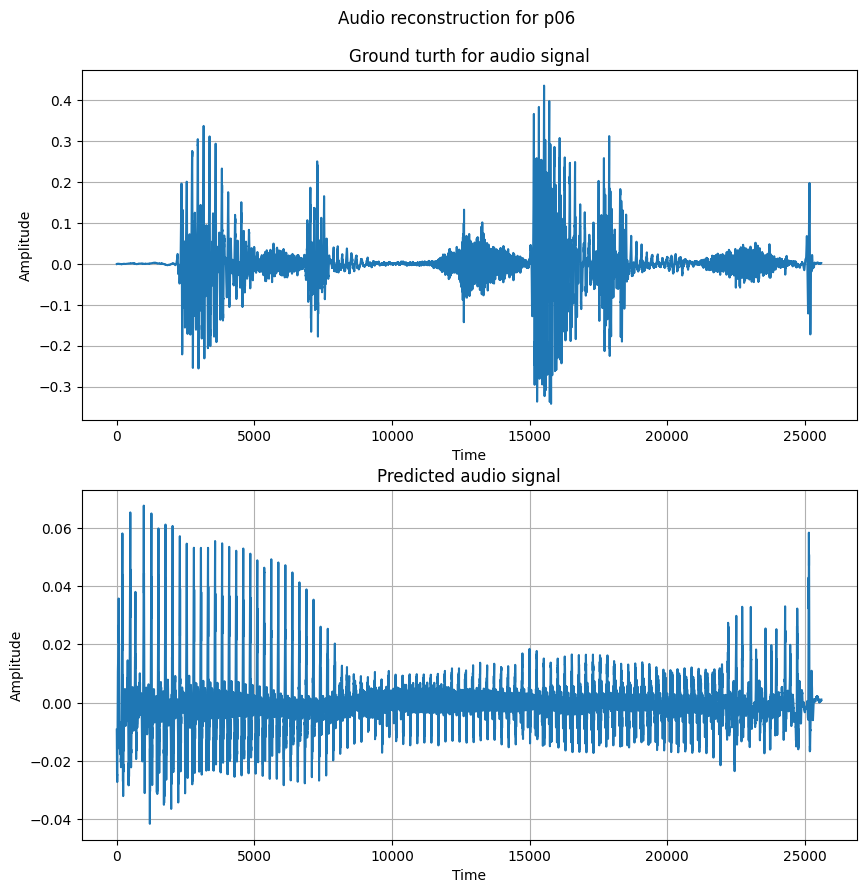 Audio reconstruction for p06
Ground turth for audio signal
0.4
0.3
0.2
0.1
0.0
−0.1
−0.2
−0.3
Amplitude
0 5000 10000 15000 20000 25000
Time
Predicted audio signal
0.06
0.04
0.02
0.00
−0.02
−0.04
Amplitude
0 5000 10000 15000 20000 25000
Time